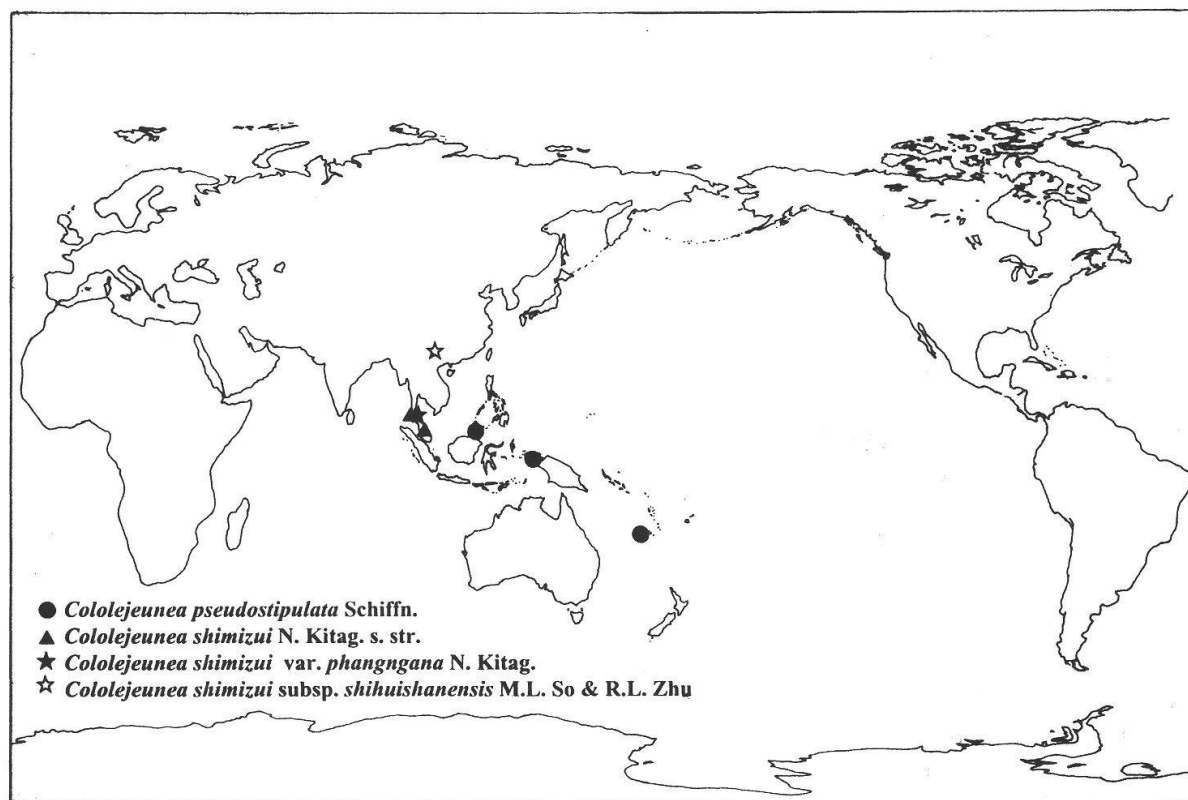 ● Cololejeunea pseudostipulata Schiffn.
▲ Cololejeunea shimizui N. Kitag. s. str.
★ Cololejeunea shimizui var. phangngana N. Kitag.
☆ Cololejeunea shimizui subsp. shihuishanensis M.L. So & R.L. Zhu